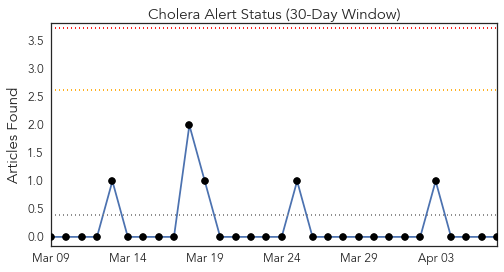 Cholera Alert Status (30-Day Window)
Articles Found
3.5
3.0
2.5
2.0
1.5
1.0
0.5
0.0
Mar 09 Mar 14 Mar 19 Mar 24 Mar 29 Apr 03